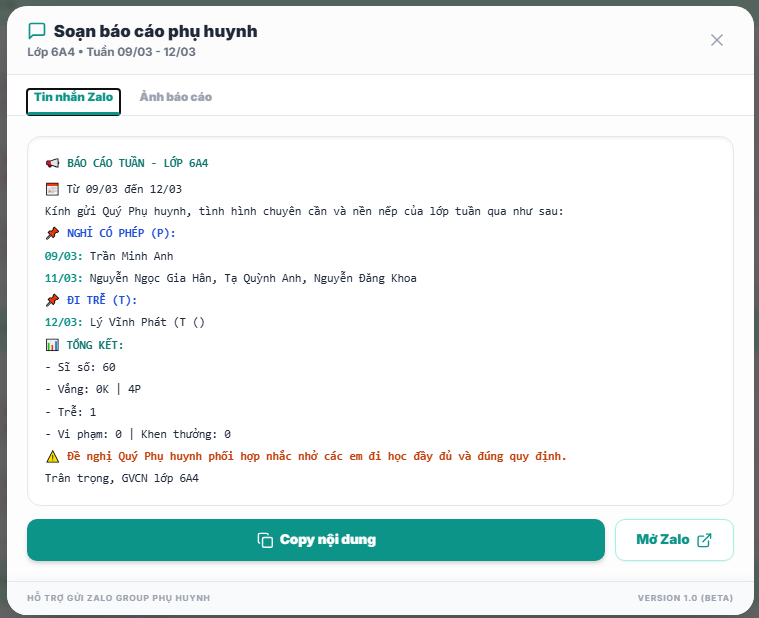 Soạn báo cáo phụ huynh
Lớp 6A4 • Tuần 09/03 - 12/03
Tin nhắn Zalo
Ảnh báo cáo
BÁO CÁO TUẦN - LỚP 6A4
Từ 09/03 đến 12/03
Kính gửi Quý Phụ huynh, tình hình chuyên cần và nền nếp của lớp tuần qua như sau:
NGHỈ CÓ PHÉP (P):
09/03: Trần Minh Anh
11/03: Nguyễn Ngọc Gia Hân, Tạ Quỳnh Anh, Nguyễn Đăng Khoa
ĐI TRỄ (T):
12/03: Lý Vĩnh Phát (T ()
TỔNG KẾT:
- Sĩ số: 60
- Vắng: 0K | 4P
- Trễ: 1
- Vi phạm: 0 | Khen thưởng: 0
Đề nghị Quý Phụ huynh phối hợp nhắc nhở các em đi học đầy đủ và đúng quy định.
Trân trọng, GVCN lớp 6A4
Copy nội dung
Mở Zalo
HỖ TRỢ GỬI ZALO GROUP PHỤ HUYNH
VERSION 1.0 (BETA)